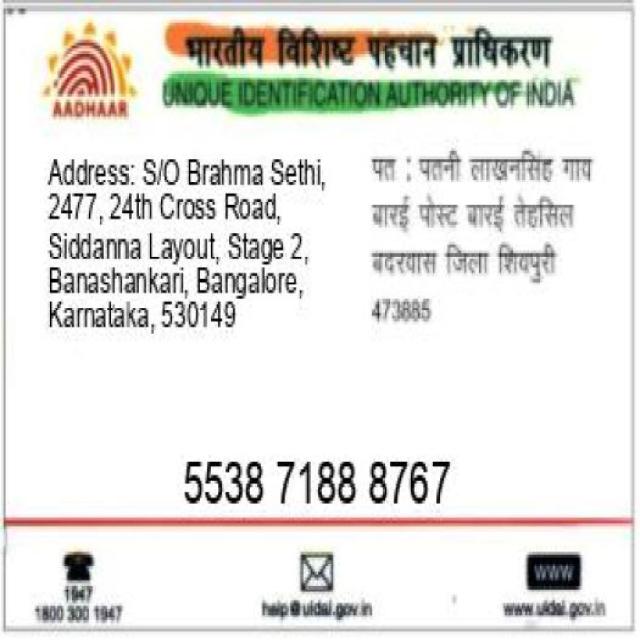 भारतीय विशिष्ट पहचान प्राधिकरण
AADHAAR
UNIQUE IDENTIFICATION AUTHORITY OF INDIA
Address: S/O Brahma Sethi,
2477, 24th Cross Road,
Siddanna Layout, Stage 2,
Banashankari, Bangalore,
Karnataka, 530149
पत : पतनी लाखनसिंह गाव
बारई पोस्ट बारई तेहसिल
बदरवास जिला शिवपुरी
473885
5538 7188 8767
1947
1800 300 1947
help@uidai.gov.in
WWW
www.uidai.gov.in